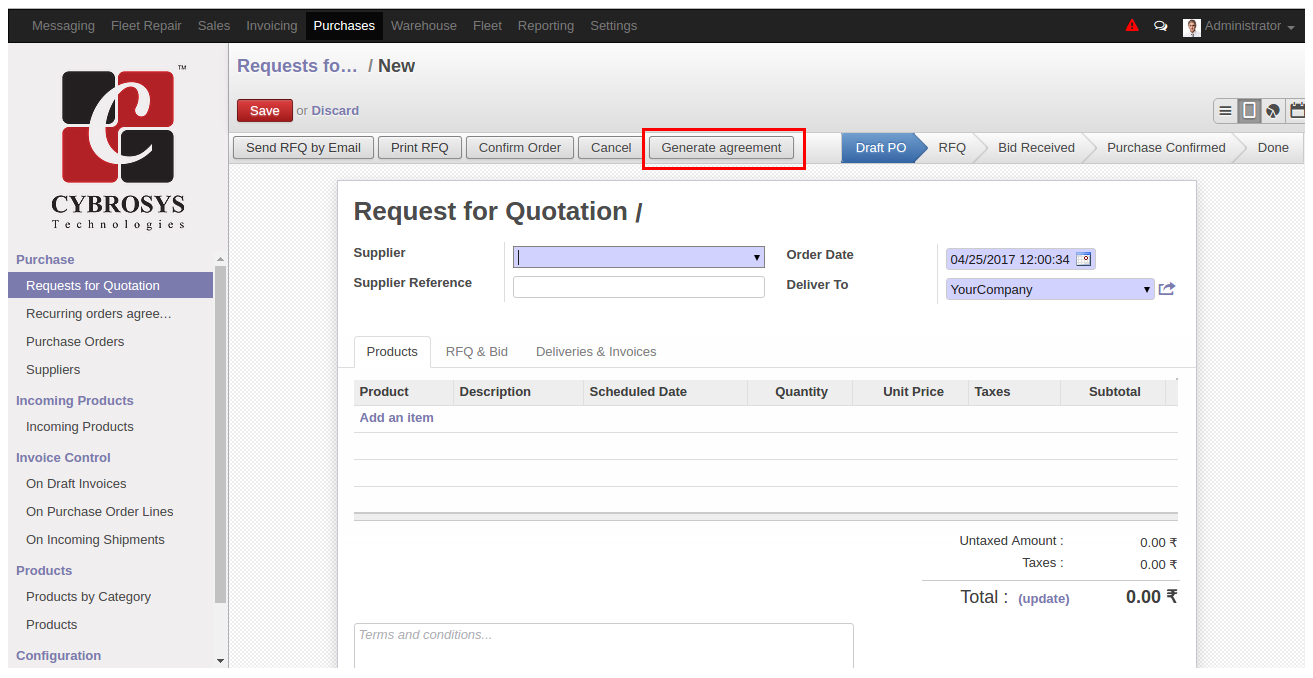 Messaging Fleet Repair Sales Invoicing Purchases Warehouse Fleet Reporting Settings Administrator
CYBROSYS
Technologies
TM
Purchase
Requests for Quotation
Recurring orders agree…
Purchase Orders
Suppliers
Incoming Products
Incoming Products
Invoice Control
On Draft Invoices
On Purchase Order Lines
On Incoming Shipments
Products
Products by Category
Products
Configuration
Requests fo… / New
Save or Discard
Send RFQ by Email Print RFQ Confirm Order Cancel Generate agreement Draft PO RFQ Bid Received Purchase Confirmed Done
Request for Quotation /
Supplier Order Date 04/25/2017 12:00:34
Supplier Reference Deliver To YourCompany
Products RFQ & Bid Deliveries & Invoices
Product Description Scheduled Date Quantity Unit Price Taxes Subtotal
Add an item
Untaxed Amount : 0.00 ₹
Taxes : 0.00 ₹
Total : (update) 0.00 ₹
Terms and conditions...